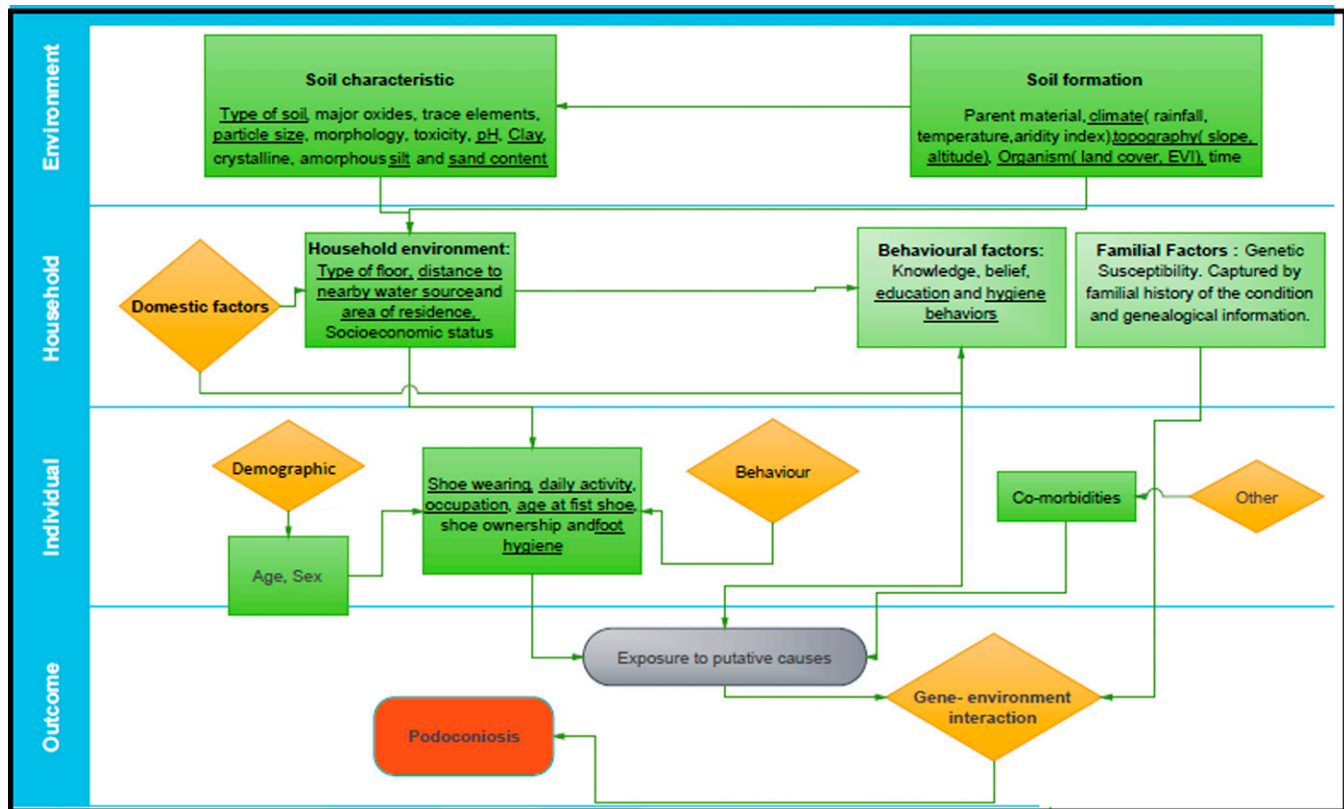 Environment
Soil characteristic
Type of soil, major oxides, trace elements,
particle size, morphology, toxicity, pH, Clay,
crystalline, amorphous silt and sand content
Soil formation
Parent material, climate( rainfall,
temperature,aridity index),topography( slope,
altitude), Organism( land cover, EVI), time
Household
Domestic factors
Household environment:
Type of floor, distance to
nearby water sourceand
area of residence,
Socioeconomic status
Behavioural factors:
Knowledge, belief,
education and hygiene
behaviors
Familial Factors : Genetic
Susceptibility. Captured by
familial history of the condition
and genealogical information.
Individual
Demographic
Age, Sex
Shoe wearing, daily activity,
occupation, age at fist shoe,
shoe ownership andfoot
hygiene
Behaviour
Co-morbidities
Other
Outcome
Exposure to putative causes
Gene- environment
interaction
Podoconiosis